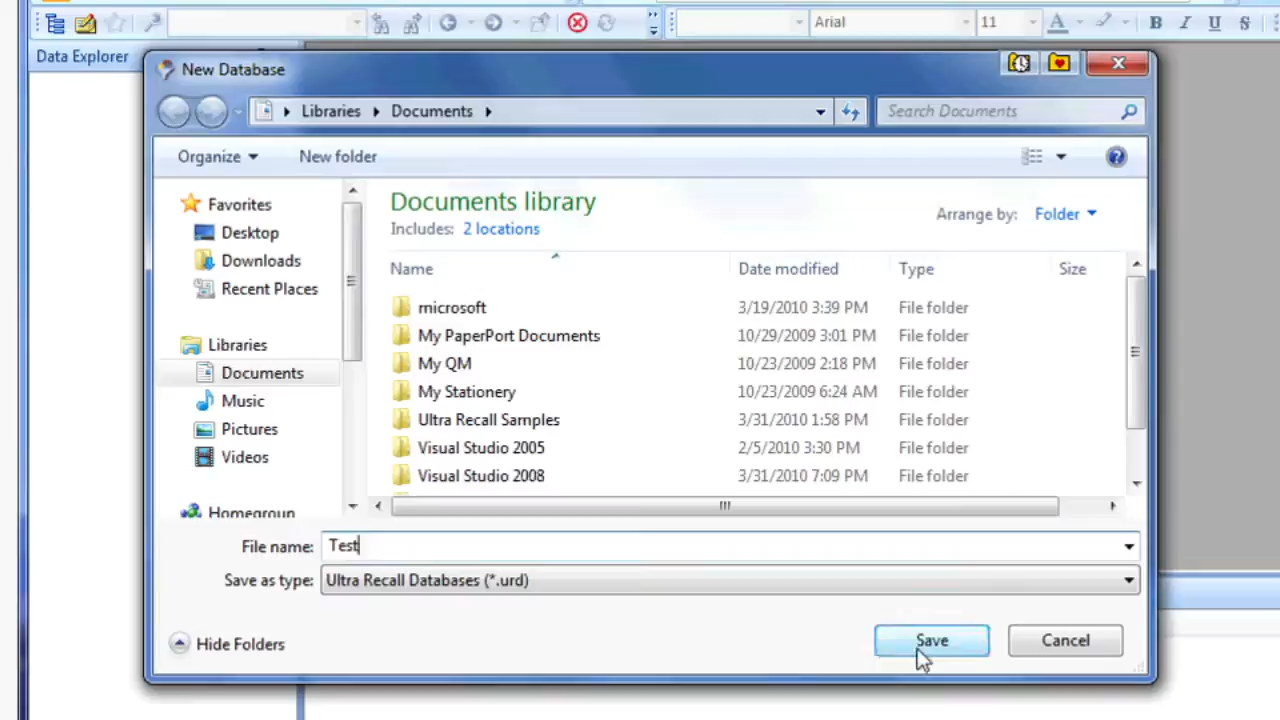 Arial 11 A B I U S
Data Explorer
New Database
Libraries Documents Search Documents
Organize New folder
Favorites
Desktop
Downloads
Recent Places
Libraries
Documents
Music
Pictures
Videos
Homegroup
Documents library
Includes: 2 locations
Arrange by: Folder
Name Date modified Type Size
microsoft 3/19/2010 3:39 PM File folder
My PaperPort Documents 10/29/2009 3:01 PM File folder
My QM 10/23/2009 2:18 PM File folder
My Stationery 10/23/2009 6:24 AM File folder
Ultra Recall Samples 3/31/2010 1:58 PM File folder
Visual Studio 2005 2/5/2010 3:30 PM File folder
Visual Studio 2008 3/31/2010 7:09 PM File folder
File name: Test
Save as type: Ultra Recall Databases (*.urd)
Hide Folders Save Cancel